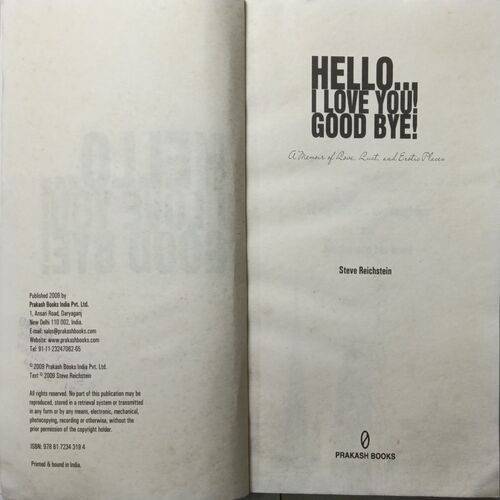 Published 2009 by
Prakash Books India Pvt. Ltd.
1, Ansari Road, Daryaganj
New Delhi 110 002, India.
E-mail: sales@prakashbooks.com
Website: www.prakashbooks.com
Tel: 91-11-23247062-65
© 2009 Prakash Books India Pvt. Ltd.
Text © 2009 Steve Reichstein
All rights reserved. No part of this publication may be
reproduced, stored in a retrieval system or transmitted
in any form or by any means, electronic, mechanical,
photocopying, recording or otherwise, without the
prior permission of the copyright holder.
ISBN: 978 81 7234 319 4
Printed & bound in India.
HELLO...
I LOVE YOU!
GOOD BYE!
A Memoir of Love, Lust, and Erotic Places
Steve Reichstein
PRAKASH BOOKS